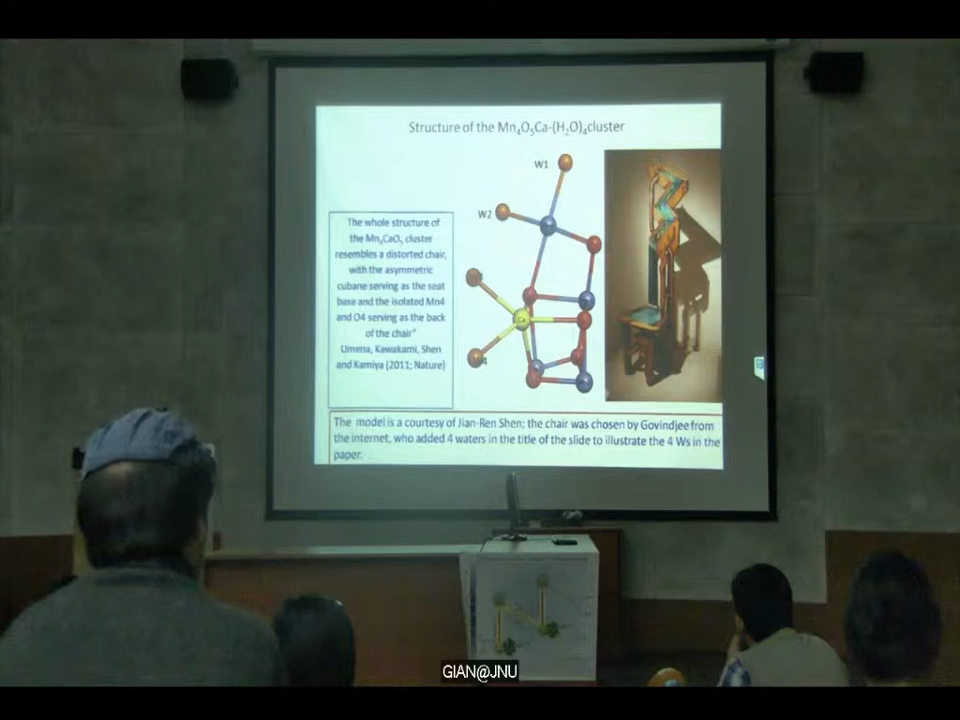 Structure of the Mn4O5Ca-(H2O)4cluster
W1
W2
The whole structure of
the Mn4CaO5 cluster
resembles a distorted chair,
with the asymmetric
cubane serving as the seat
base and the isolated Mn4
and O4 serving as the back
of the chair"
Umena, Kawakami, Shen
and Kamiya (2011; Nature)
Ca
4
The model is a courtesy of Jian-Ren Shen; the chair was chosen by Govindjee from
the internet, who added 4 waters in the title of the slide to illustrate the 4 Ws in the
paper.
GIAN@JNU